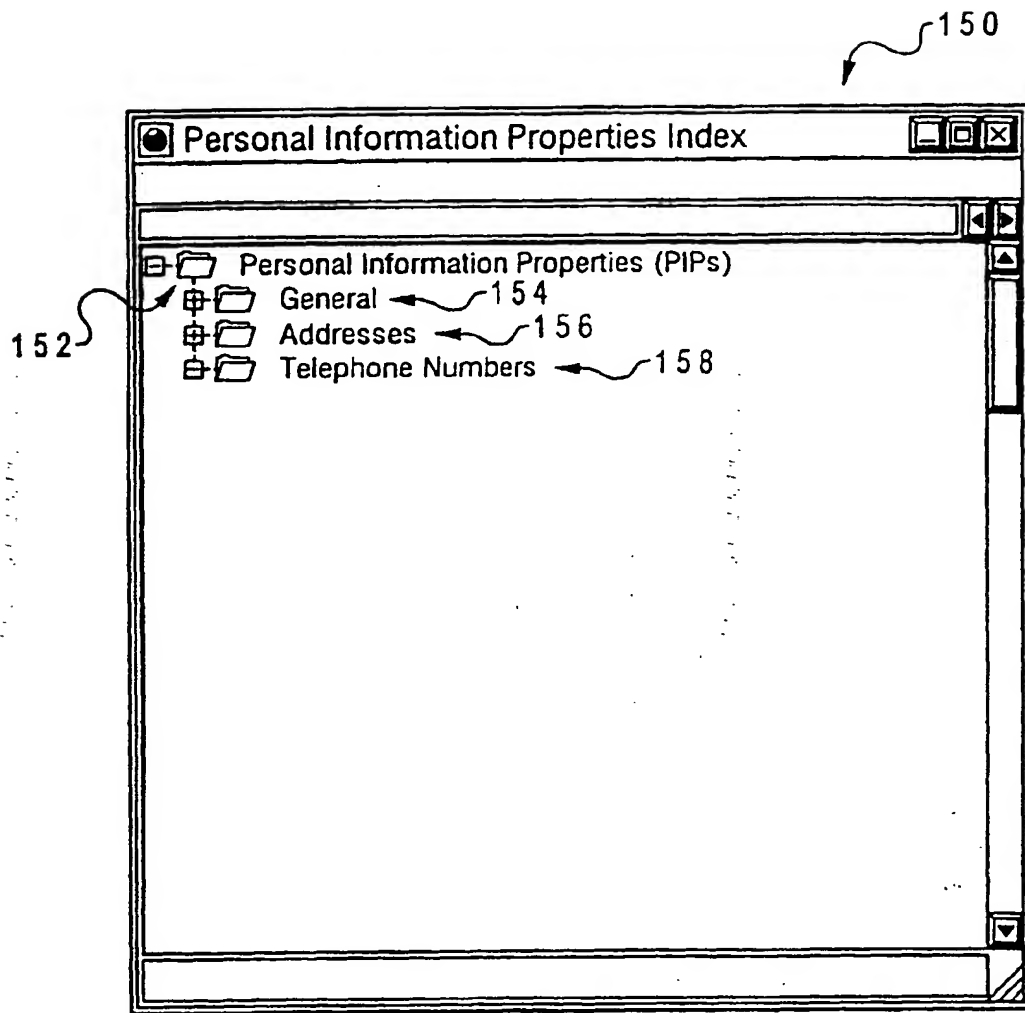 150
Personal Information Properties Index
Personal Information Properties (PIPs)
General 154
152 Addresses 156
Telephone Numbers 158